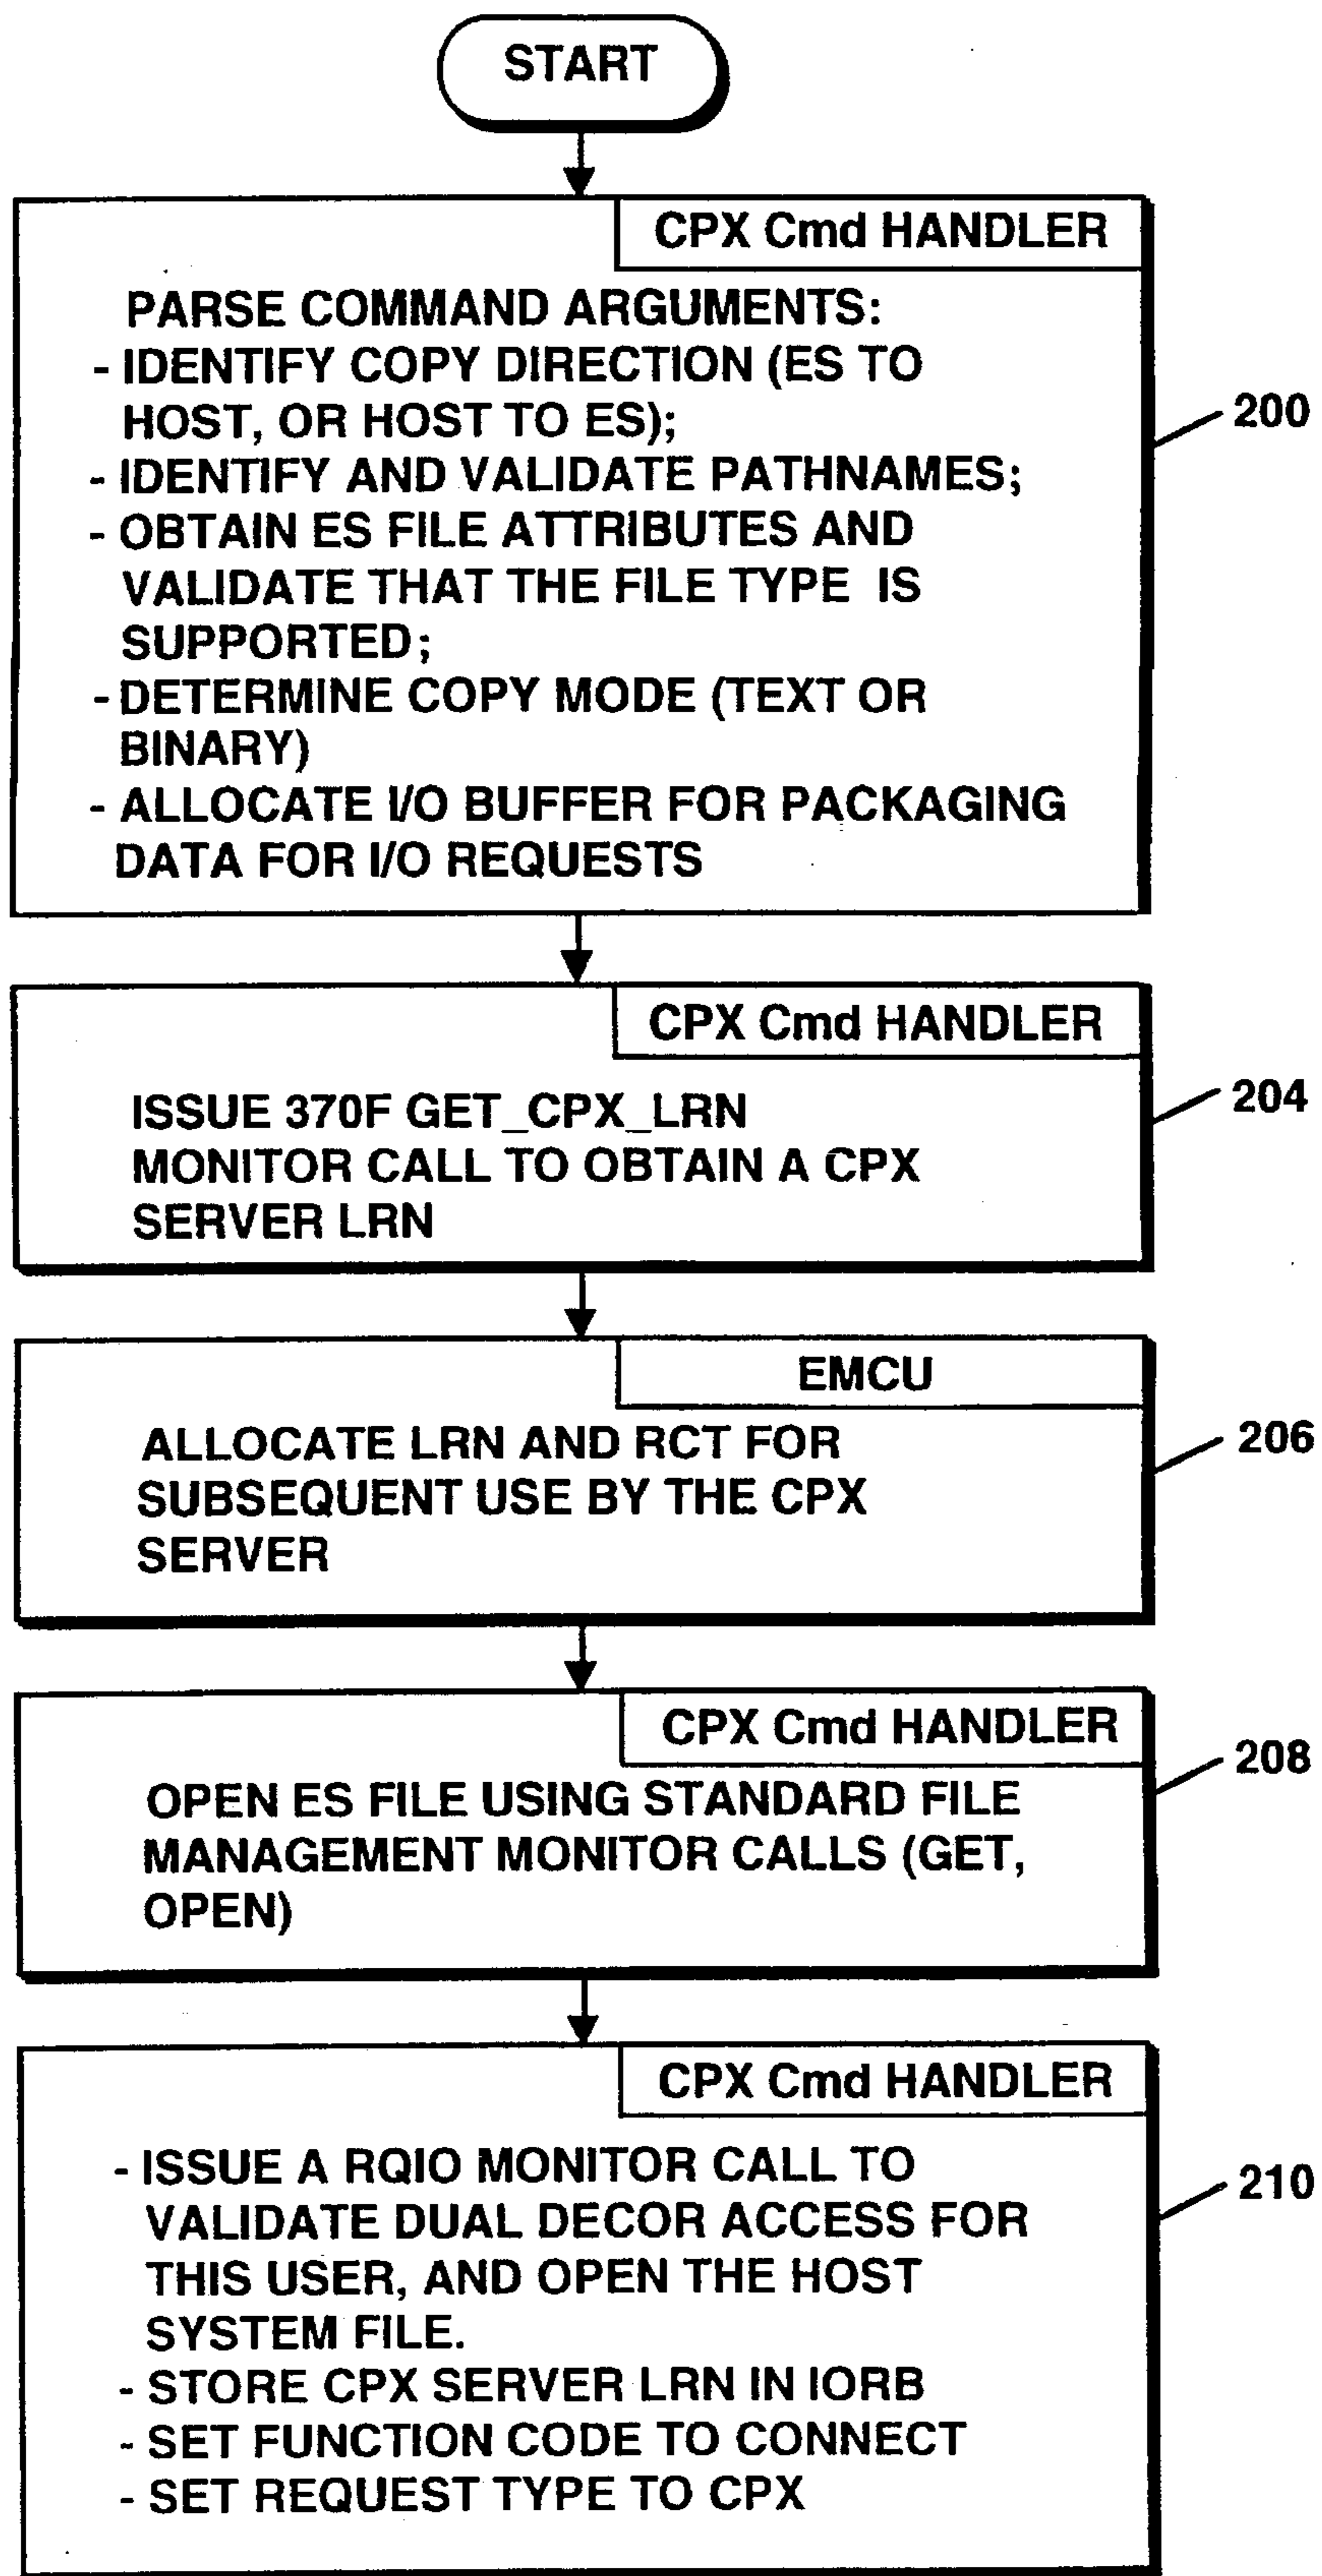 START
CPX Cmd HANDLER
PARSE COMMAND ARGUMENTS:
- IDENTIFY COPY DIRECTION (ES TO
HOST, OR HOST TO ES);
- IDENTIFY AND VALIDATE PATHNAMES;
- OBTAIN ES FILE ATTRIBUTES AND
VALIDATE THAT THE FILE TYPE IS
SUPPORTED;
- DETERMINE COPY MODE (TEXT OR
BINARY)
- ALLOCATE I/O BUFFER FOR PACKAGING
DATA FOR I/O REQUESTS
200
CPX Cmd HANDLER
ISSUE 370F GET_CPX_LRN
MONITOR CALL TO OBTAIN A CPX
SERVER LRN
204
EMCU
ALLOCATE LRN AND RCT FOR
SUBSEQUENT USE BY THE CPX
SERVER
206
CPX Cmd HANDLER
OPEN ES FILE USING STANDARD FILE
MANAGEMENT MONITOR CALLS (GET,
OPEN)
208
CPX Cmd HANDLER
- ISSUE A RQIO MONITOR CALL TO
VALIDATE DUAL DECOR ACCESS FOR
THIS USER, AND OPEN THE HOST
SYSTEM FILE.
- STORE CPX SERVER LRN IN IORB
- SET FUNCTION CODE TO CONNECT
- SET REQUEST TYPE TO CPX
210